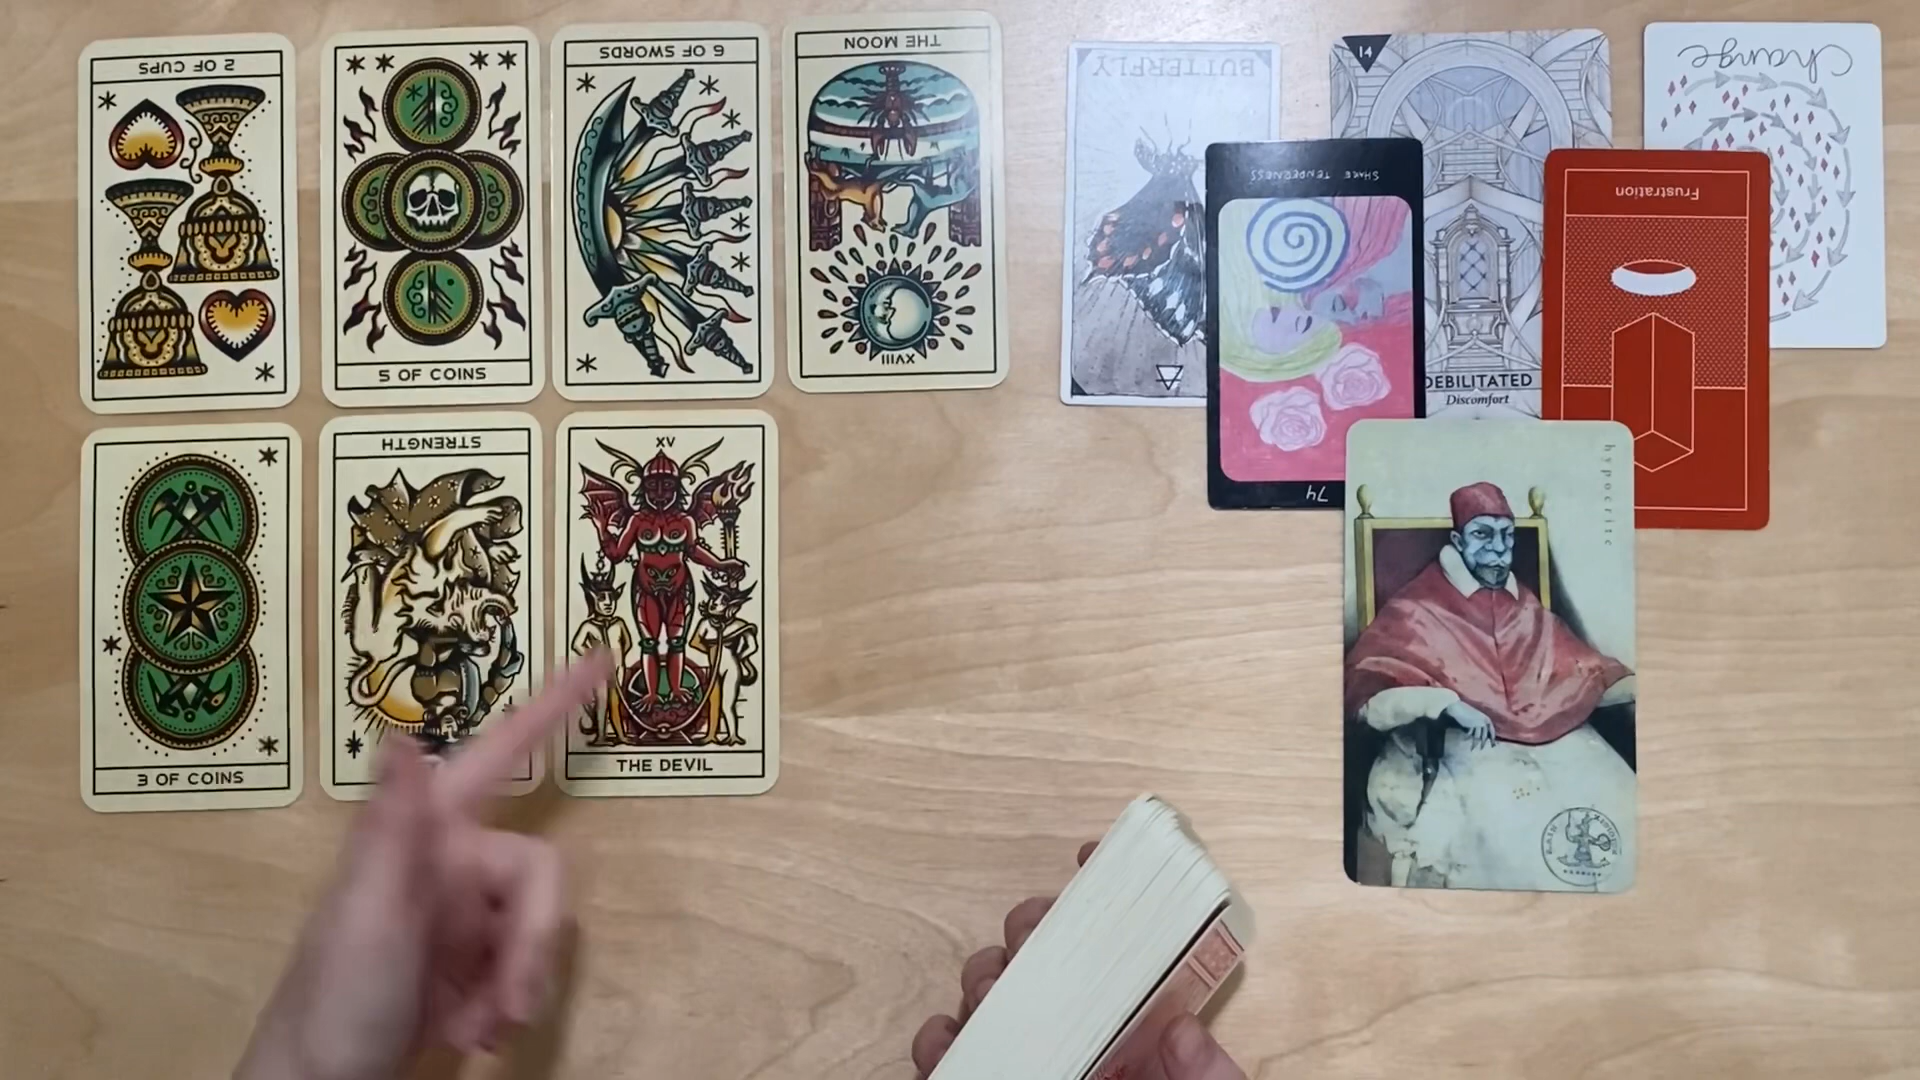 2 OF CUPS
5 OF COINS
6 OF SWORDS
THE MOON
XVIII
BUTTERFLY
14
change
SHARE TENDERNESS
74
DEBILITATED
Discomfort
Frustration
hypocrite
3 OF COINS
STRENGTH
XV
THE DEVIL